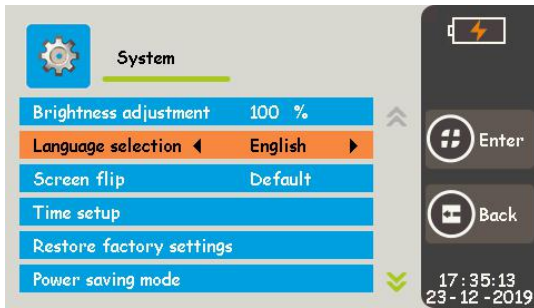 System
Brightness adjustment 100 %
Language selection English
Screen flip Default
Time setup
Restore factory settings
Power saving mode
Enter
Back
17:35:13
23-12-2019